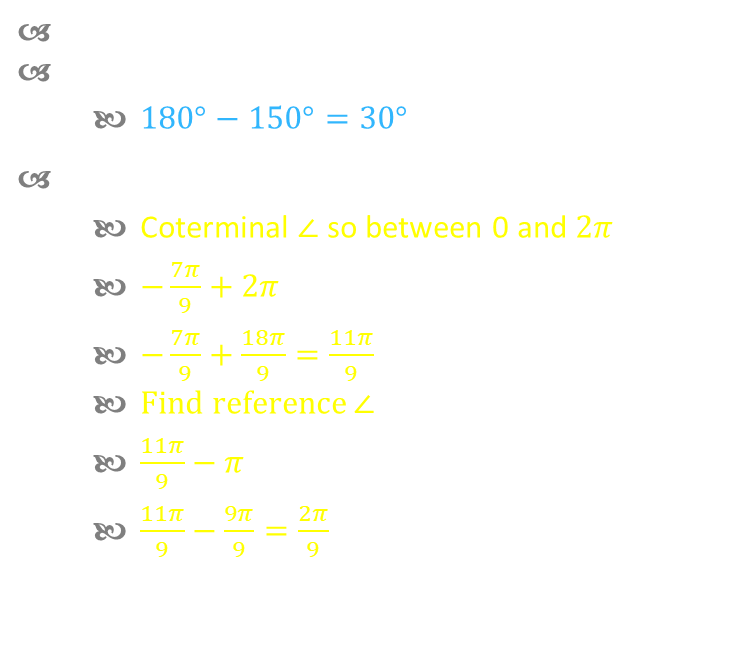 180° − 150° = 30°
Coterminal ∠ so between 0 and 2π
−7π/9 + 2π
−7π/9 + 18π/9 = 11π/9
Find reference ∠
11π/9 − π
11π/9 − 9π/9 = 2π/9